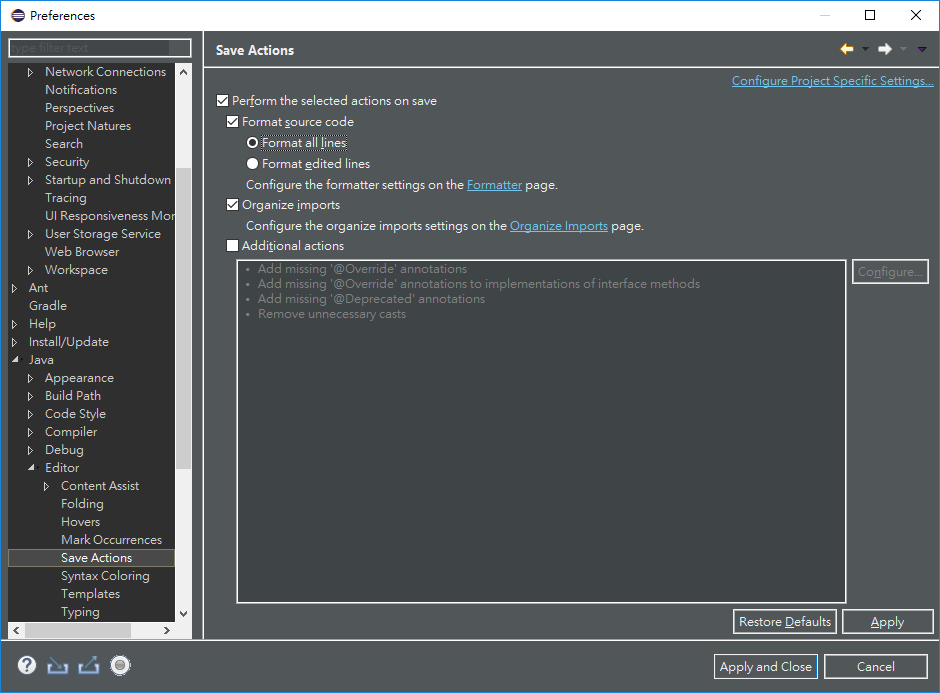 Preferences
type filter text
Network Connections
Notifications
Perspectives
Project Natures
Search
Security
Startup and Shutdown
Tracing
UI Responsiveness Mor
User Storage Service
Web Browser
Workspace
Ant
Gradle
Help
Install/Update
Java
Appearance
Build Path
Code Style
Compiler
Debug
Editor
Content Assist
Folding
Hovers
Mark Occurrences
Save Actions
Syntax Coloring
Templates
Typing
Save Actions
Configure Project Specific Settings...
Perform the selected actions on save
Format source code
Format all lines
Format edited lines
Configure the formatter settings on the Formatter page.
Organize imports
Configure the organize imports settings on the Organize Imports page.
Additional actions
• Add missing '@Override' annotations
• Add missing '@Override' annotations to implementations of interface methods
• Add missing '@Deprecated' annotations
• Remove unnecessary casts
Configure...
Restore Defaults
Apply
?
Apply and Close
Cancel